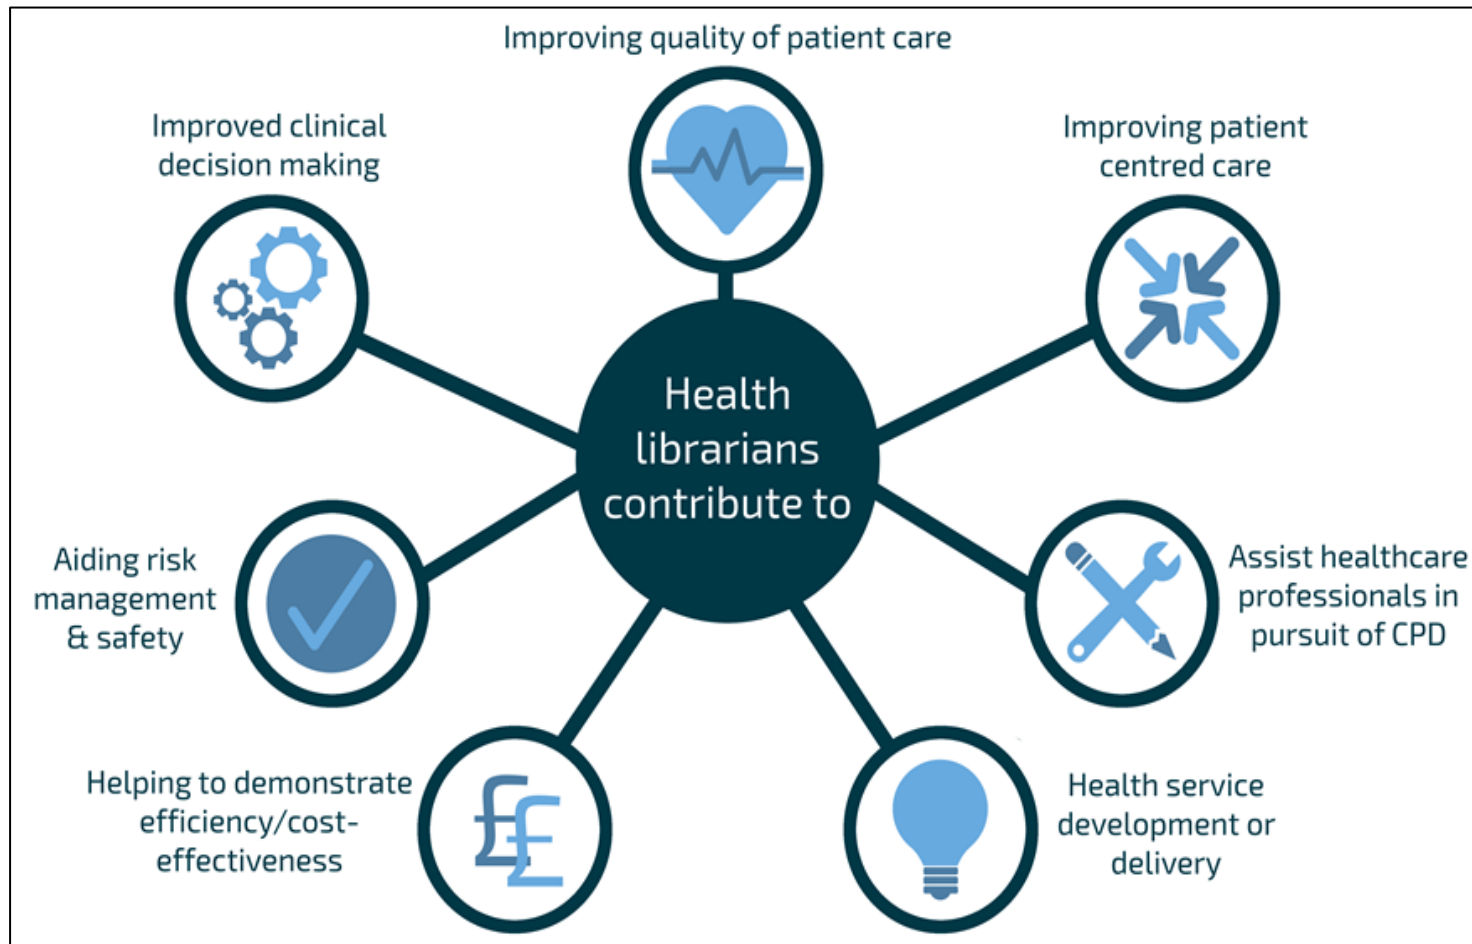 Improving quality of patient care
Improved clinical
decision making
Improving patient
centred care
Health
librarians
contribute to
Aiding risk
management
& safety
Assist healthcare
professionals in
pursuit of CPD
Helping to demonstrate
efficiency/cost-
effectiveness
££
Health service
development or
delivery